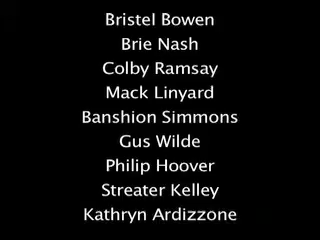 Bristel Bowen
Brie Nash
Colby Ramsay
Mack Linyard
Banshion Simmons
Gus Wilde
Philip Hoover
Streater Kelley
Kathryn Ardizzone